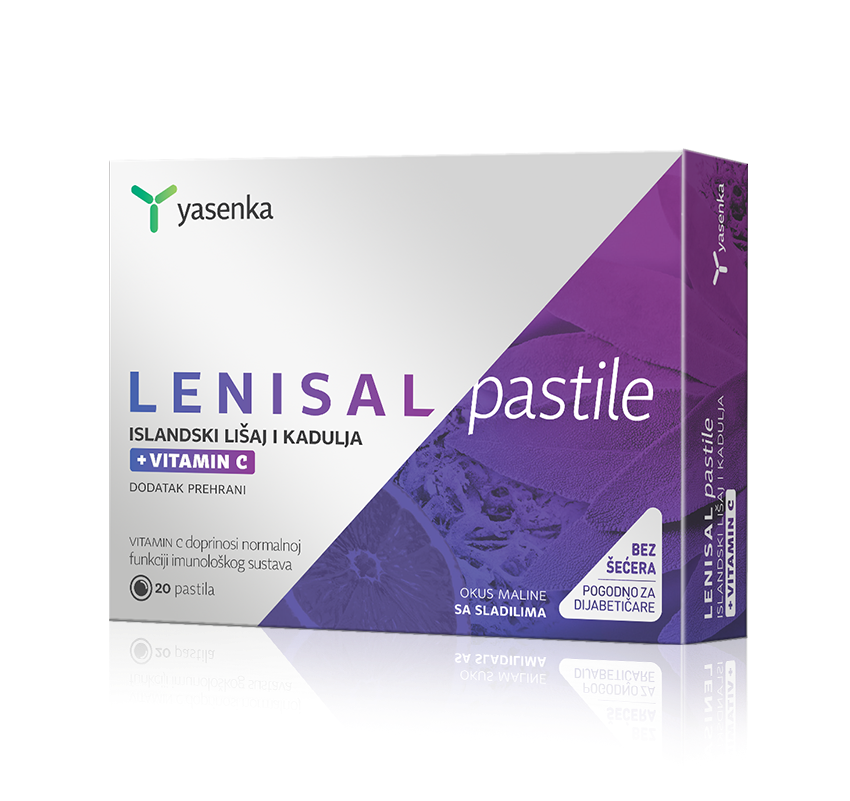 yasenka
LENISAL pastile
ISLANDSKI LIŠAJ I KADULJA
+ VITAMIN C
DODATAK PREHRANI
VITAMIN C doprinosi normalnoj
funkciji imunološkog sustava
20 pastila
OKUS MALINE
SA SLADILIMA
BEZ
ŠEĆERA
POGODNO ZA
DIJABETIČARE
yasenka
LENISAL pastile
ISLANDSKI LIŠAJ I KADULJA
+ VITAMIN C